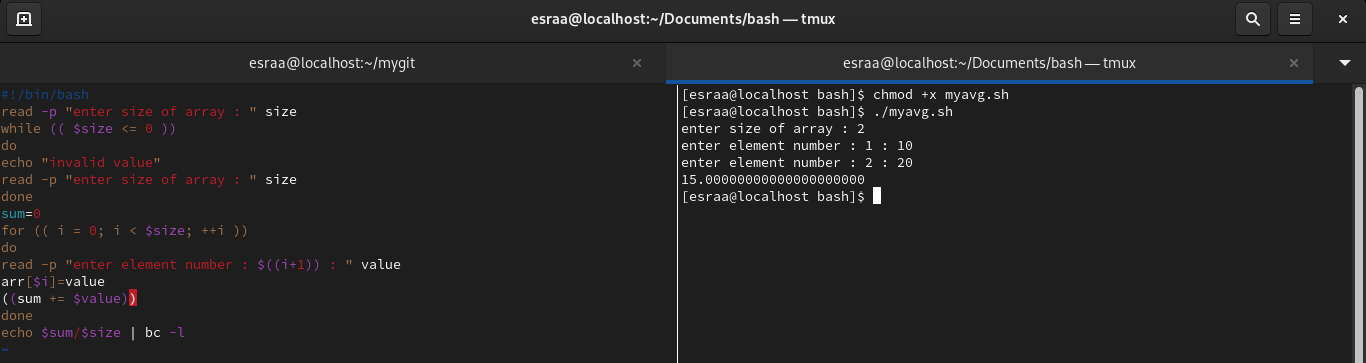 esraa@localhost:~/Documents/bash — tmux
esraa@localhost:~/mygit
esraa@localhost:~/Documents/bash — tmux
#!/bin/bash
read -p "enter size of array : " size
while (( $size <= 0 ))
do
echo "invalid value"
read -p "enter size of array : " size
done
sum=0
for (( i = 0; i < $size; ++i ))
do
read -p "enter element number : $((i+1)) : " value
arr[$i]=value
((sum += $value))
done
echo $sum/$size | bc -l
~
[esraa@localhost bash]$ chmod +x myavg.sh
[esraa@localhost bash]$ ./myavg.sh
enter size of array : 2
enter element number : 1 : 10
enter element number : 2 : 20
15.00000000000000000000
[esraa@localhost bash]$